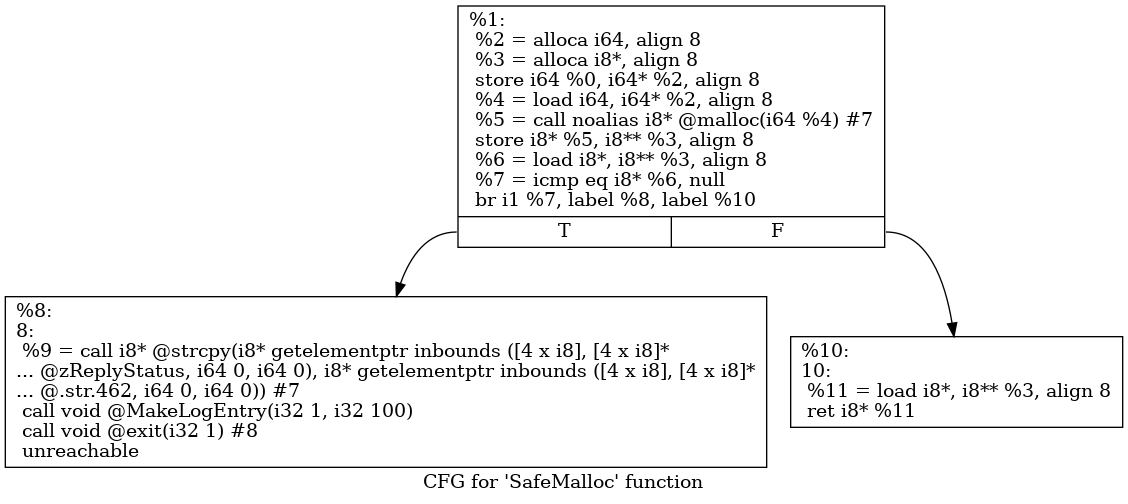 %1:
%2 = alloca i64, align 8
%3 = alloca i8*, align 8
store i64 %0, i64* %2, align 8
%4 = load i64, i64* %2, align 8
%5 = call noalias i8* @malloc(i64 %4) #7
store i8* %5, i8** %3, align 8
%6 = load i8*, i8** %3, align 8
%7 = icmp eq i8* %6, null
br i1 %7, label %8, label %10
T
F
%8:
8:
%9 = call i8* @strcpy(i8* getelementptr inbounds ([4 x i8], [4 x i8]*
... @zReplyStatus, i64 0, i64 0), i8* getelementptr inbounds ([4 x i8], [4 x i8]*
... @.str.462, i64 0, i64 0)) #7
call void @MakeLogEntry(i32 1, i32 100)
call void @exit(i32 1) #8
unreachable
%10:
10:
%11 = load i8*, i8** %3, align 8
ret i8* %11
CFG for 'SafeMalloc' function